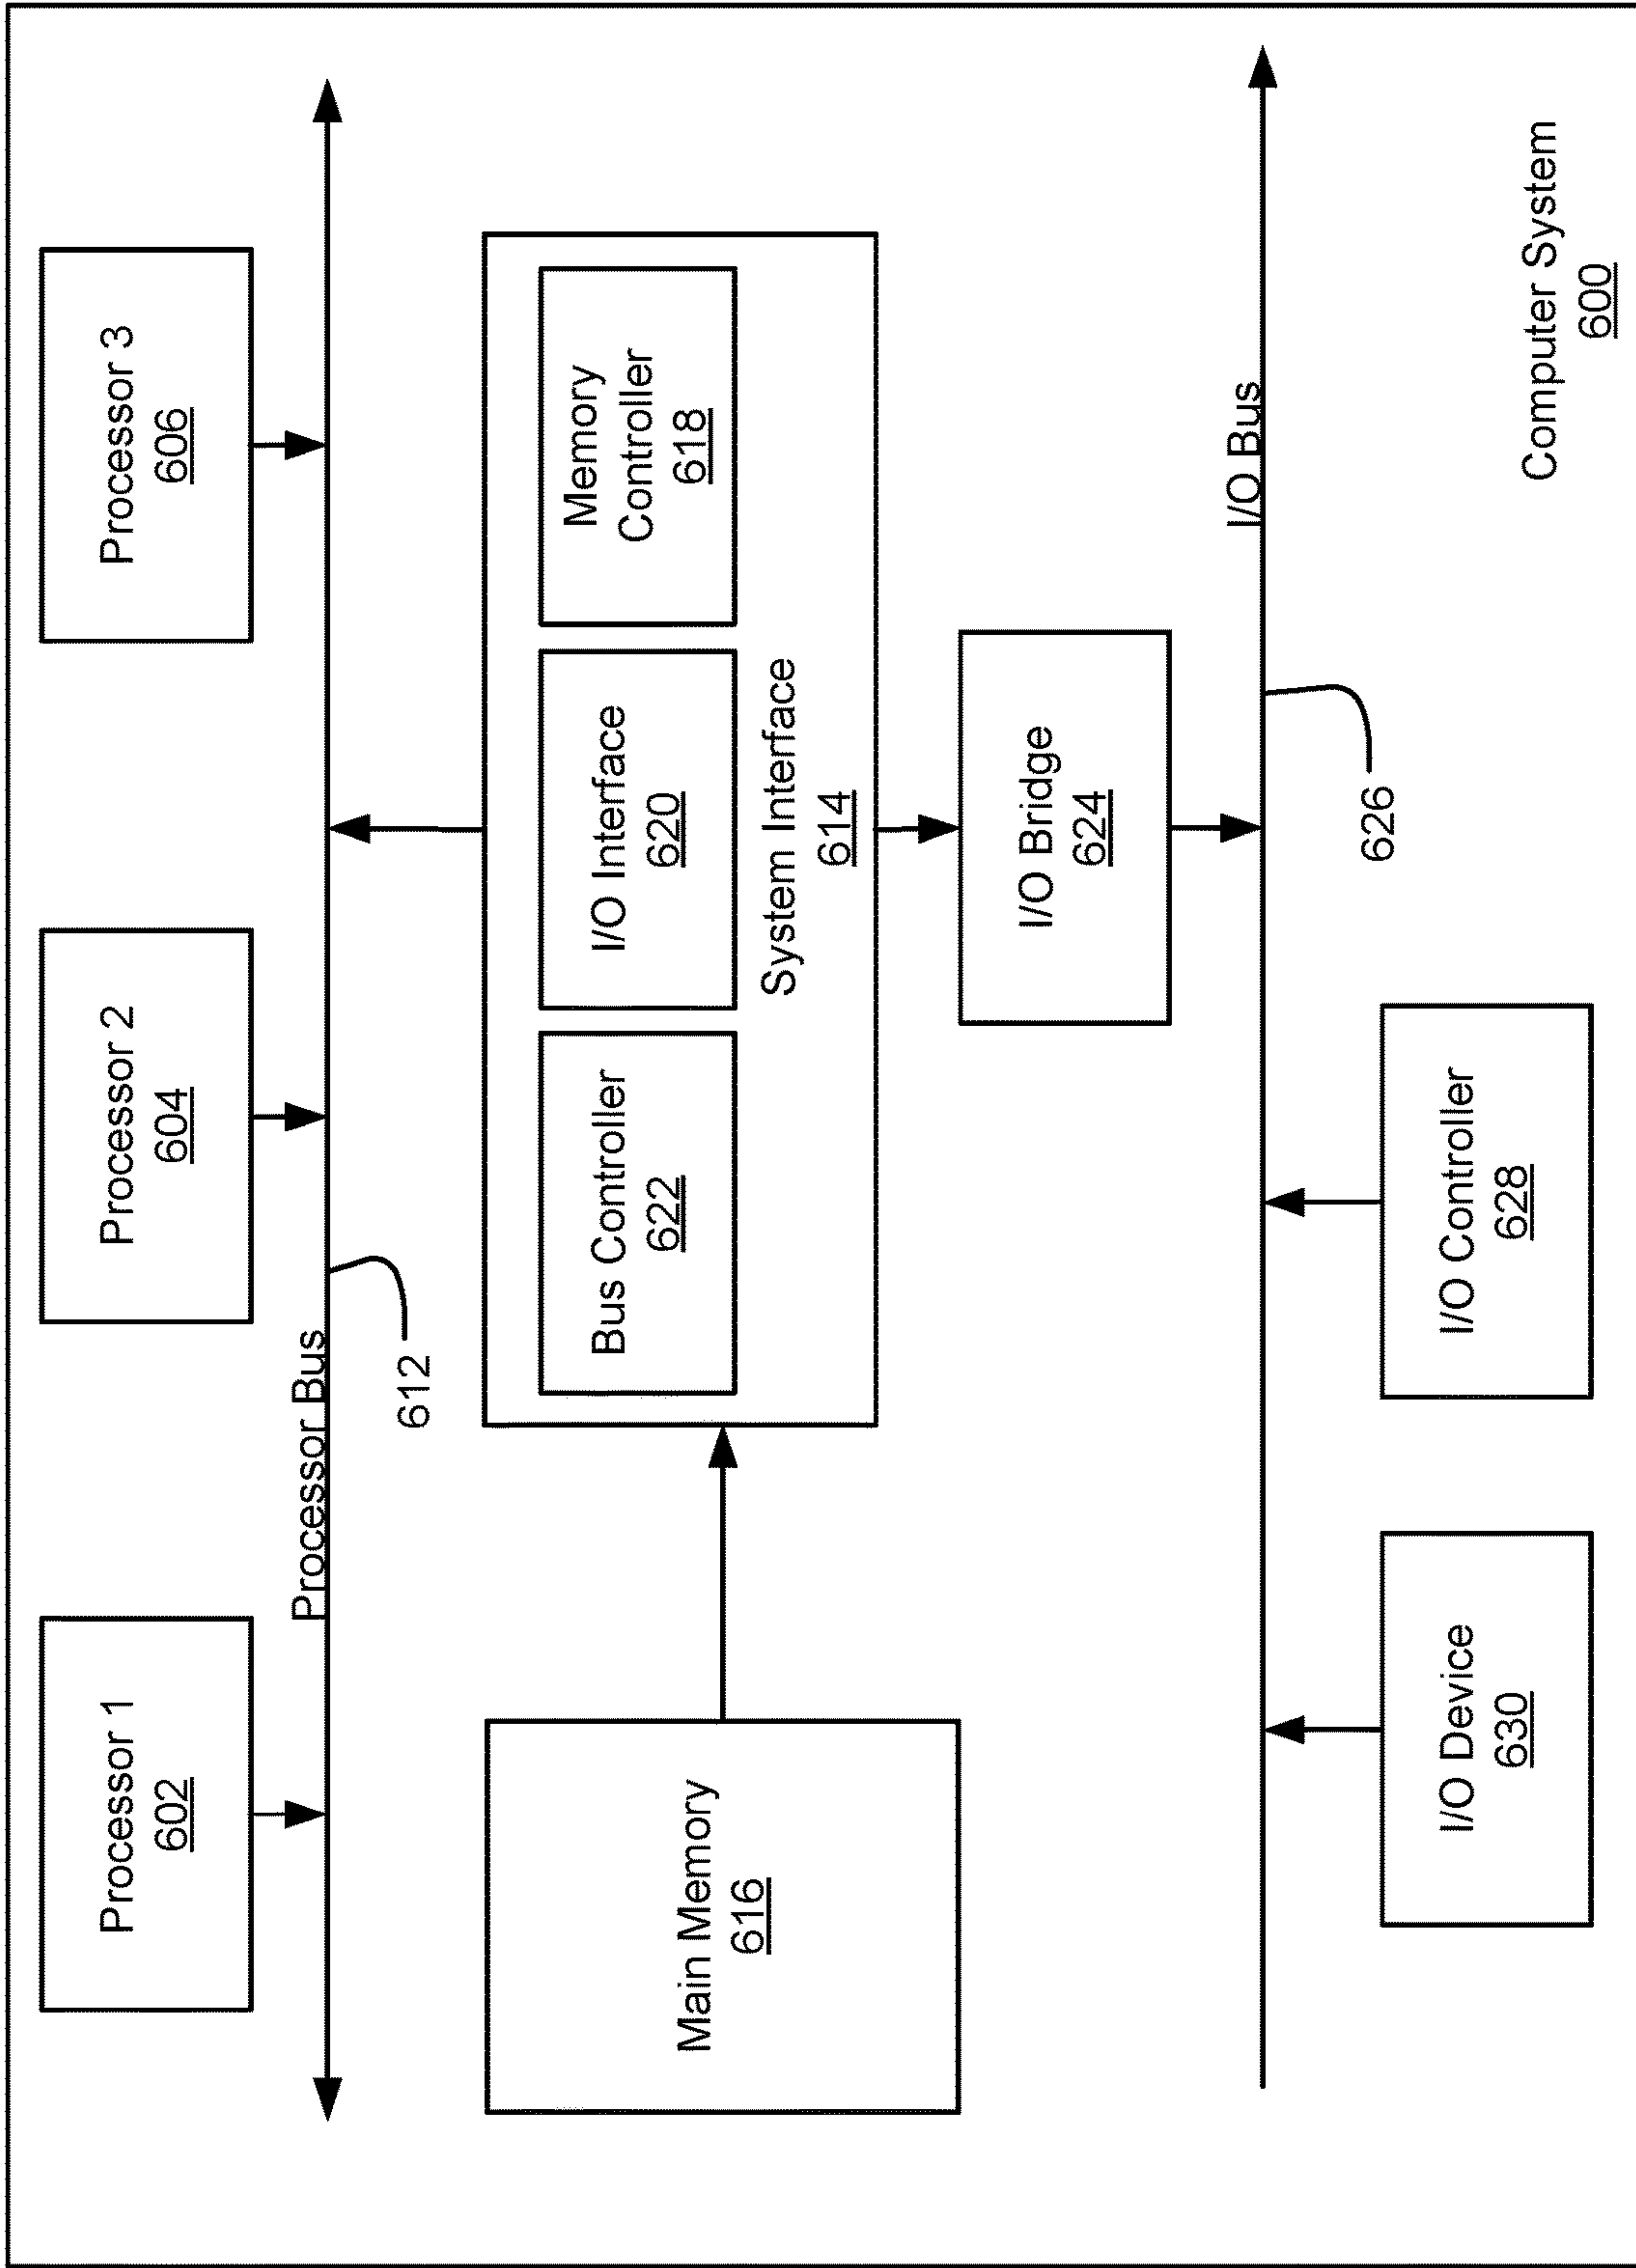 Processor 1
602
Processor 2
604
Processor 3
606
Processor Bus
612
Main Memory
616
Bus Controller
622
I/O Interface
620
Memory
Controller
618
System Interface
614
I/O Bridge
624
I/O Bus
626
I/O Device
630
I/O Controller
628
Computer System
600